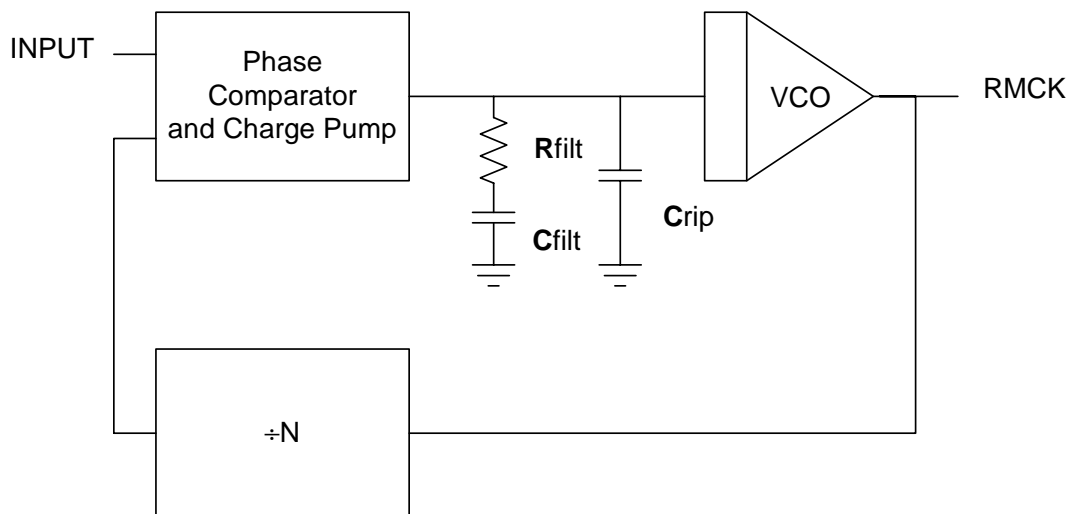 INPUT
Phase
Comparator
and Charge Pump
VCO
RMCK
Rfilt
Cfilt
Crip
÷N